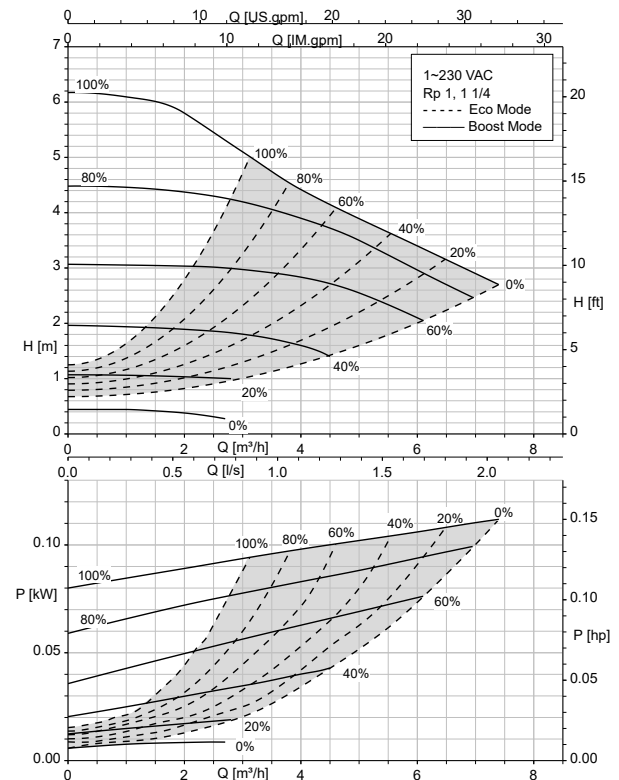 0 10 20 30
Q [US.gpm]
0 10 20 30
Q [IM.gpm]
7
6
5
4
3
2
1
0
H [m]
20
15
10
5
0
H [ft]
1~230 VAC
Rp 1, 1 1/4
Eco Mode
Boost Mode
100%
100%
80%
80%
60%
40%
20%
0%
60%
40%
20%
0%
0 2 4 6 8
Q [m³/h]
0.0 0.5 1.0 1.5 2.0
Q [l/s]
0.10
0.05
0.00
P [kW]
0.15
0.10
0.05
0.00
P [hp]
0%
20%
40%
60%
80%
100%
100%
80%
60%
40%
20%
0%
0 2 4 6 8
Q [m³/h]